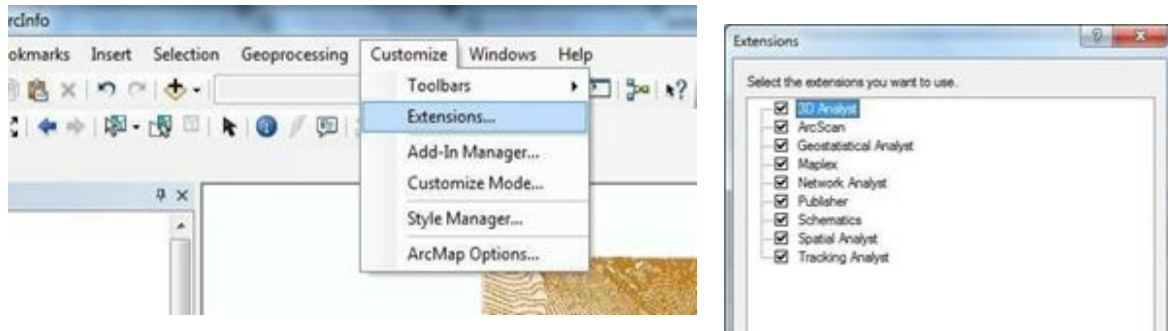 rcInfo
okmarks Insert Selection Geoprocessing Customize Windows Help
Toolbars
Extensions...
Add-In Manager...
Customize Mode...
Style Manager...
ArcMap Options...
Extensions
Select the extensions you want to use.
3D Analyst
ArcScan
Geostatistical Analyst
Maplex
Network Analyst
Publisher
Schematics
Spatial Analyst
Tracking Analyst